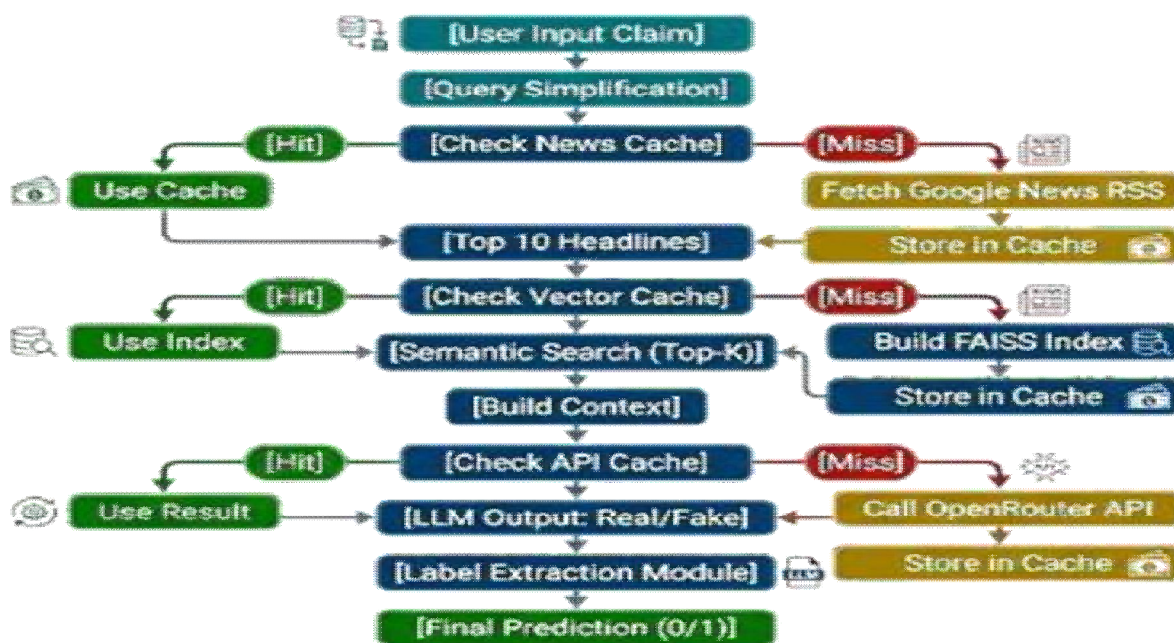 [User Input Claim]
[Query Simplification]
[Hit] [Check News Cache] [Miss]
Use Cache Fetch Google News RSS
[Top 10 Headlines] Store in Cache
[Hit] [Check Vector Cache] [Miss]
Use Index [Semantic Search (Top-K)] Build FAISS Index
[Build Context] Store in Cache
[Hit] [Check API Cache] [Miss]
Use Result [LLM Output: Real/Fake] Call OpenRouter API
[Label Extraction Module] Store in Cache
[Final Prediction (0/1)]